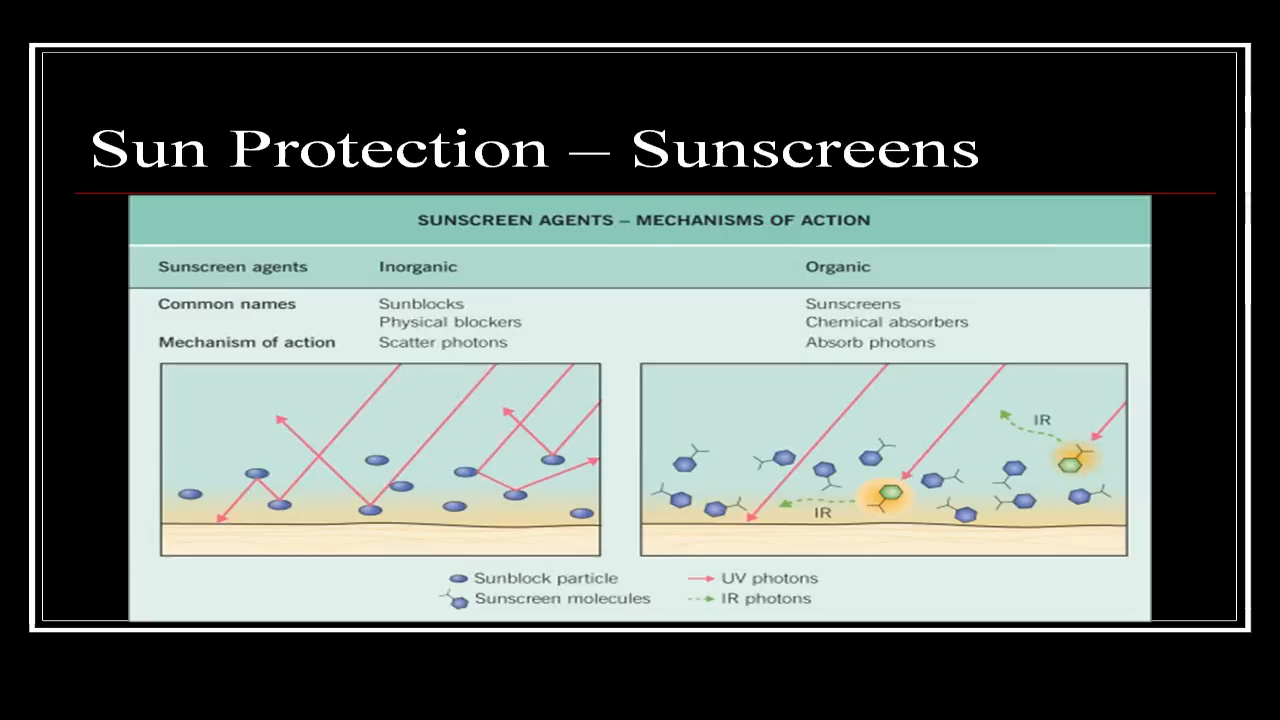 Sun Protection – Sunscreens
SUNSCREEN AGENTS – MECHANISMS OF ACTION
Sunscreen agents Inorganic Organic
Common names Sunblocks Sunscreens
Physical blockers Chemical absorbers
Mechanism of action Scatter photons Absorb photons
IR
IR
Sunblock particle UV photons
Sunscreen molecules IR photons